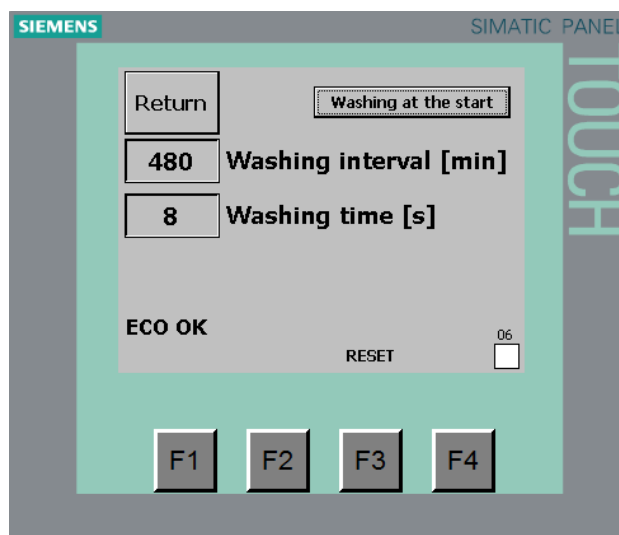 SIEMENS
SIMATIC PANEL
TOUCH
Return
Washing at the start
480 Washing interval [min]
8 Washing time [s]
ECO OK
06
RESET
F1 F2 F3 F4